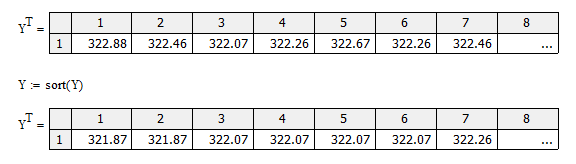 1 2 3 4 5 6 7 8
Yᵀ = 1 322.88 322.46 322.07 322.26 322.67 322.26 322.46 ...
Y := sort(Y)
1 2 3 4 5 6 7 8
Yᵀ = 1 321.87 321.87 322.07 322.07 322.07 322.07 322.26 ...